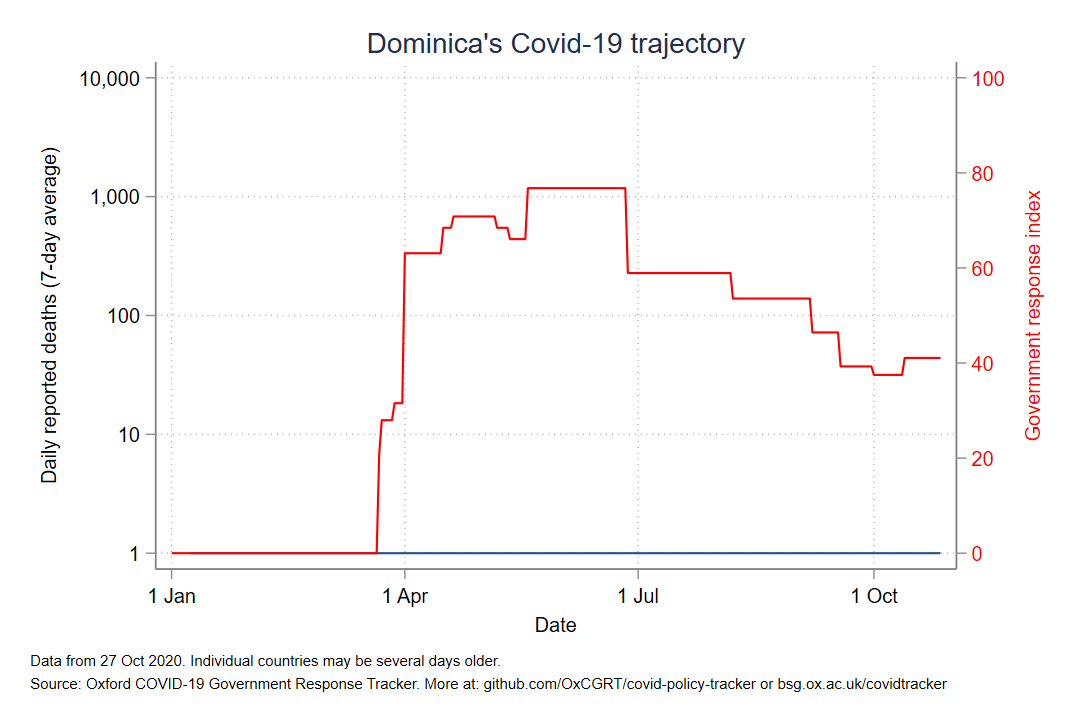 Dominica's Covid-19 trajectory
10,000
1,000
100
10
1
Daily reported deaths (7-day average)
100
80
60
40
20
0
Government response index
1 Jan
1 Apr
1 Jul
1 Oct
Date
Data from 27 Oct 2020. Individual countries may be several days older.
Source: Oxford COVID-19 Government Response Tracker. More at: github.com/OxCGRT/covid-policy-tracker or bsg.ox.ac.uk/covidtracker